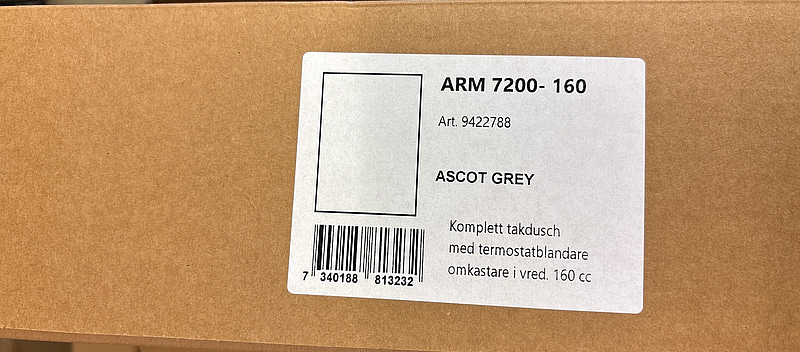 ARM 7200- 160
Art. 9422788
ASCOT GREY
Komplett takdusch
med termostatblandare
omkastare i vred. 160 cc
7 340188 813232